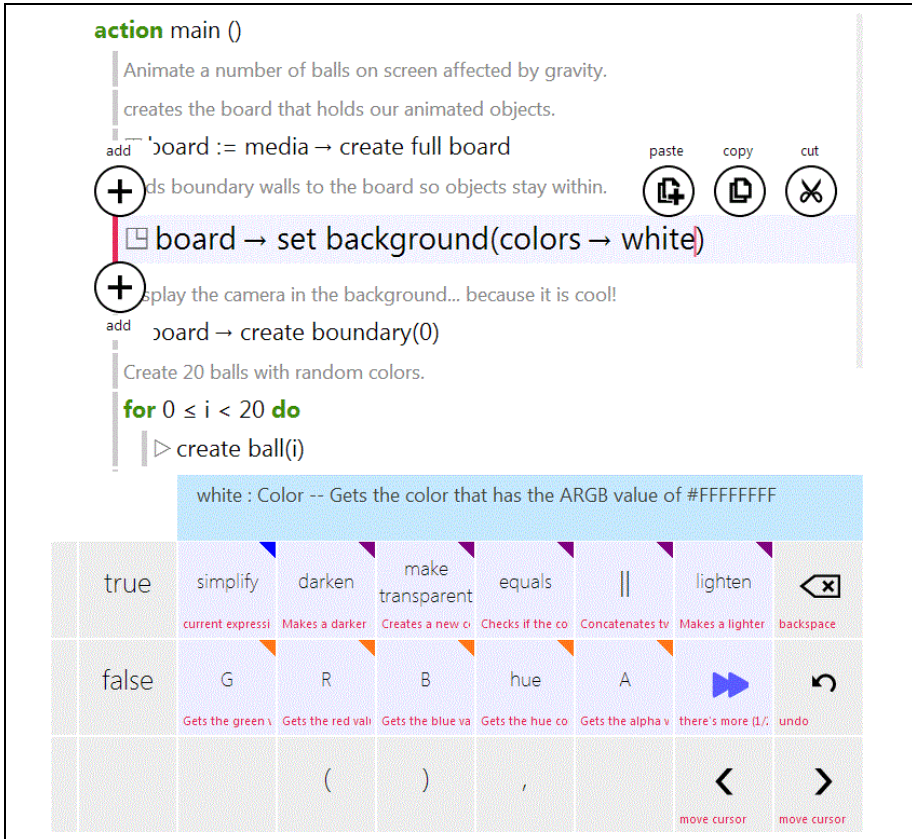 action main ()
Animate a number of balls on screen affected by gravity.
creates the board that holds our animated objects.
add
board := media → create full board
paste copy cut
ds boundary walls to the board so objects stay within.
board → set background(colors → white)
splay the camera in the background... because it is cool!
add
board → create boundary(0)
Create 20 balls with random colors.
for 0 ≤ i < 20 do
▷ create ball(i)
white : Color -- Gets the color that has the ARGB value of #FFFFFFFF
true simplify darken make transparent equals || lighten
current expressi Makes a darker Creates a new c Checks if the co Concatenates tv Makes a lighter backspace
false G R B hue A
Gets the green v Gets the red valu Gets the blue va Gets the hue co Gets the alpha v there's more (1/2 undo
( ) ,
move cursor move cursor